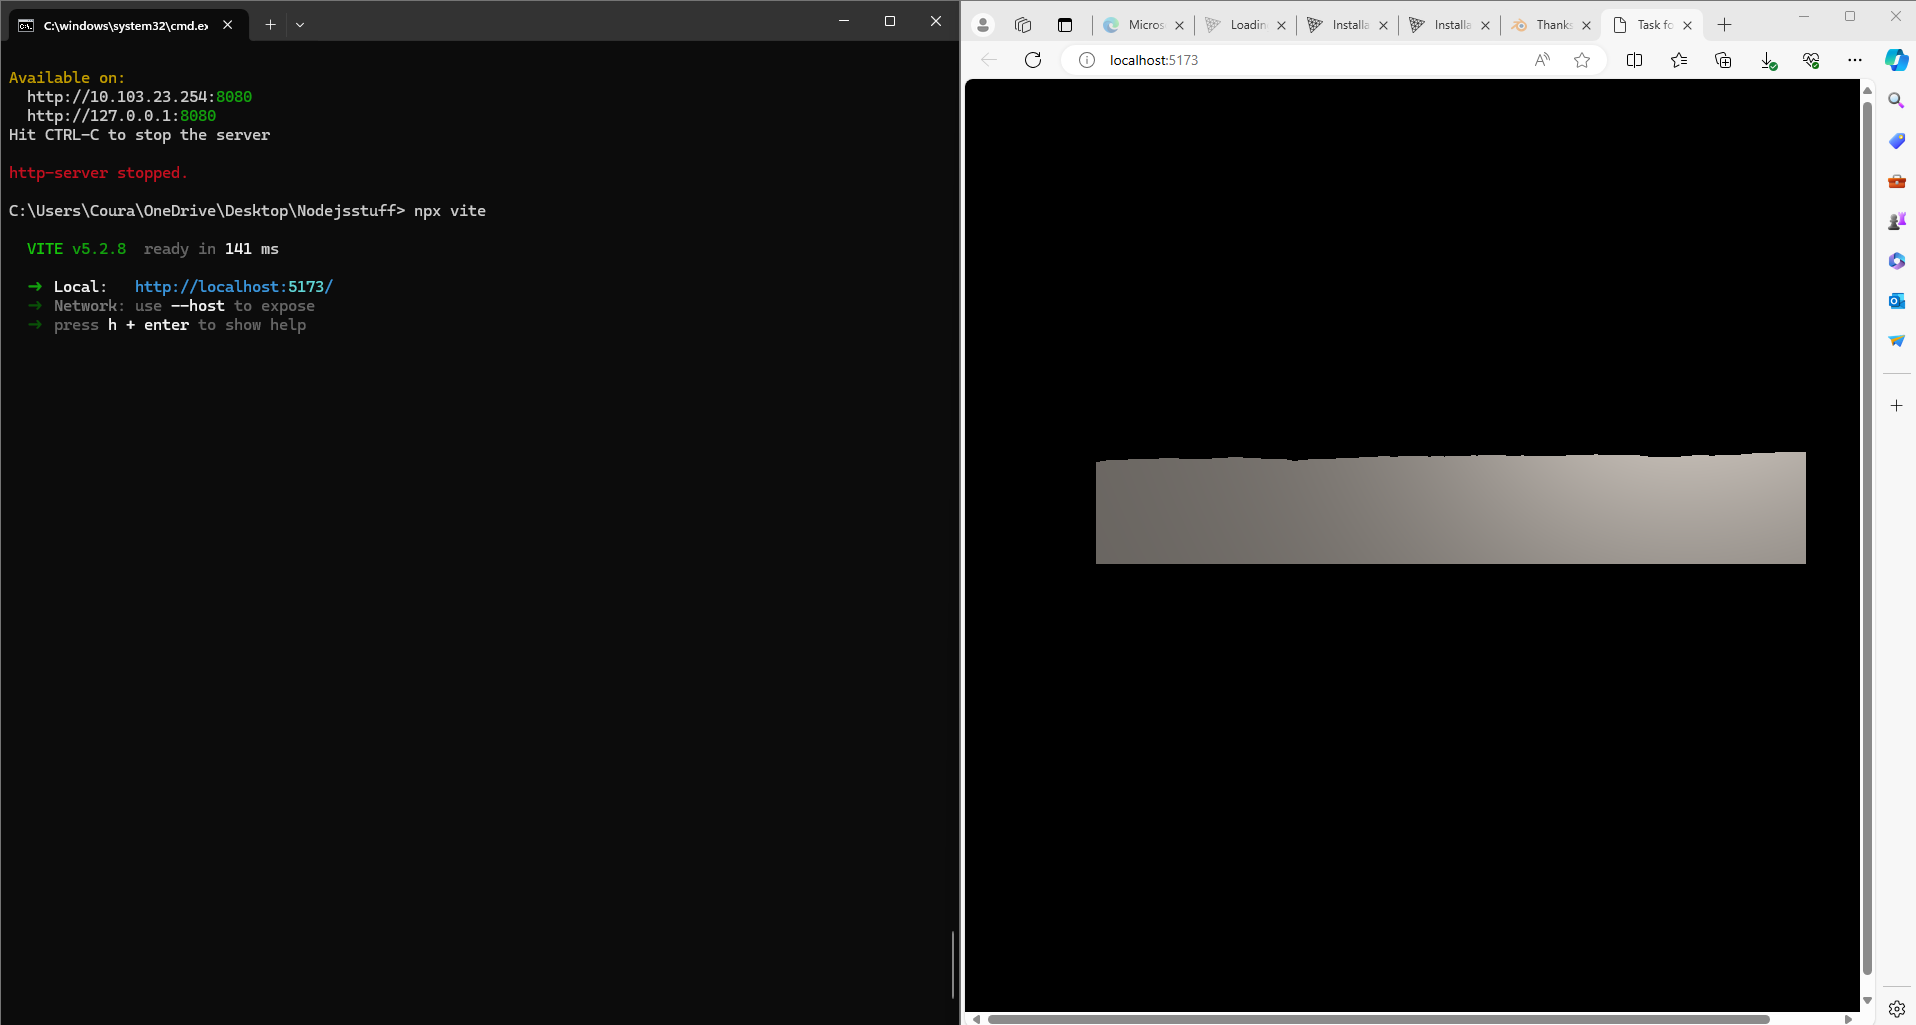 C:\windows\system32\cmd.ex
Available on:
http://10.103.23.254:8080
http://127.0.0.1:8080
Hit CTRL-C to stop the server
http-server stopped.
C:\Users\Coura\OneDrive\Desktop\Nodejsstuff> npx vite
VITE v5.2.8 ready in 141 ms
➜ Local: http://localhost:5173/
➜ Network: use --host to expose
➜ press h + enter to show help
Micros Loadin Installa Installa Thanks Task fo
localhost:5173